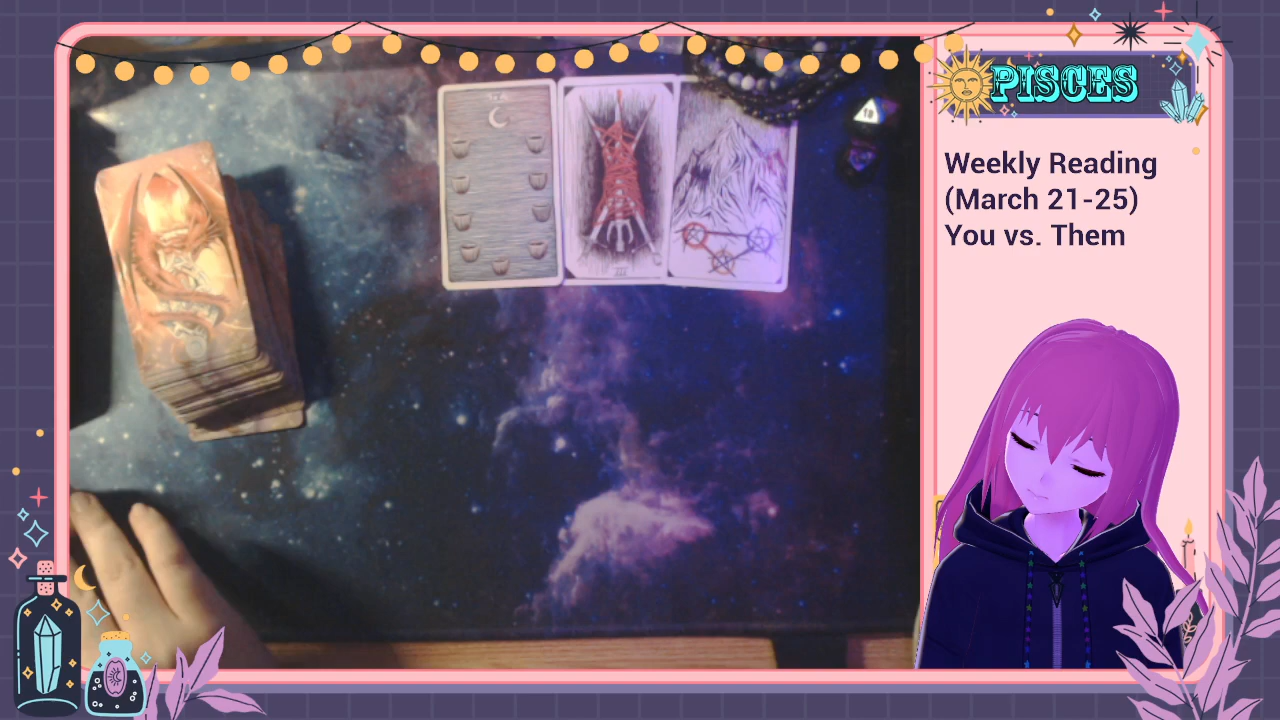 PISCES
Weekly Reading
(March 21-25)
You vs. Them